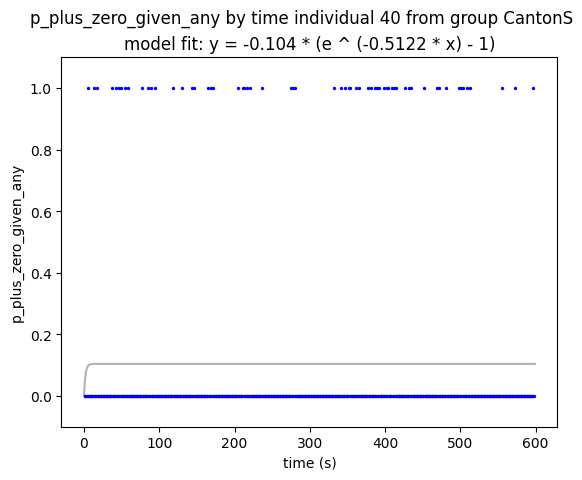 p_plus_zero_given_any by time individual 40 from group CantonS
model fit: y = -0.104 * (e ^ (-0.5122 * x) - 1)
1.0
0.8
0.6
0.4
0.2
0.0
p_plus_zero_given_any
0 100 200 300 400 500 600
time (s)